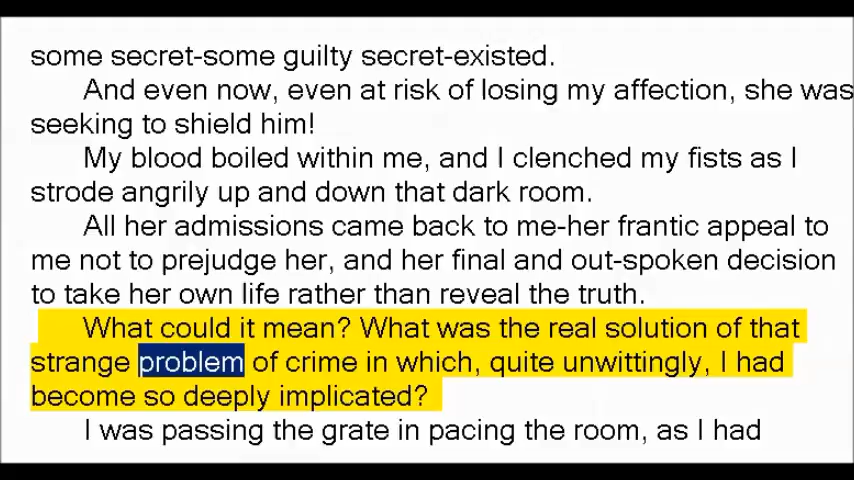 some secret-some guilty secret-existed.
And even now, even at risk of losing my affection, she was
seeking to shield him!
My blood boiled within me, and I clenched my fists as I
strode angrily up and down that dark room.
All her admissions came back to me-her frantic appeal to
me not to prejudge her, and her final and out-spoken decision
to take her own life rather than reveal the truth.
What could it mean? What was the real solution of that
strange problem of crime in which, quite unwittingly, I had
become so deeply implicated?
I was passing the grate in pacing the room, as I had